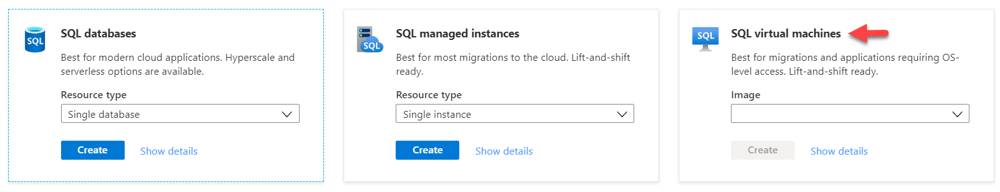 SQL
SQL databases
Best for modern cloud applications. Hyperscale and
serverless options are available.
Resource type
Single database
Create
Show details
SQL
SQL managed instances
Best for most migrations to the cloud. Lift-and-shift
ready.
Resource type
Single instance
Create
Show details
SQL
SQL virtual machines
Best for migrations and applications requiring OS-
level access. Lift-and-shift ready.
Image
Create
Show details